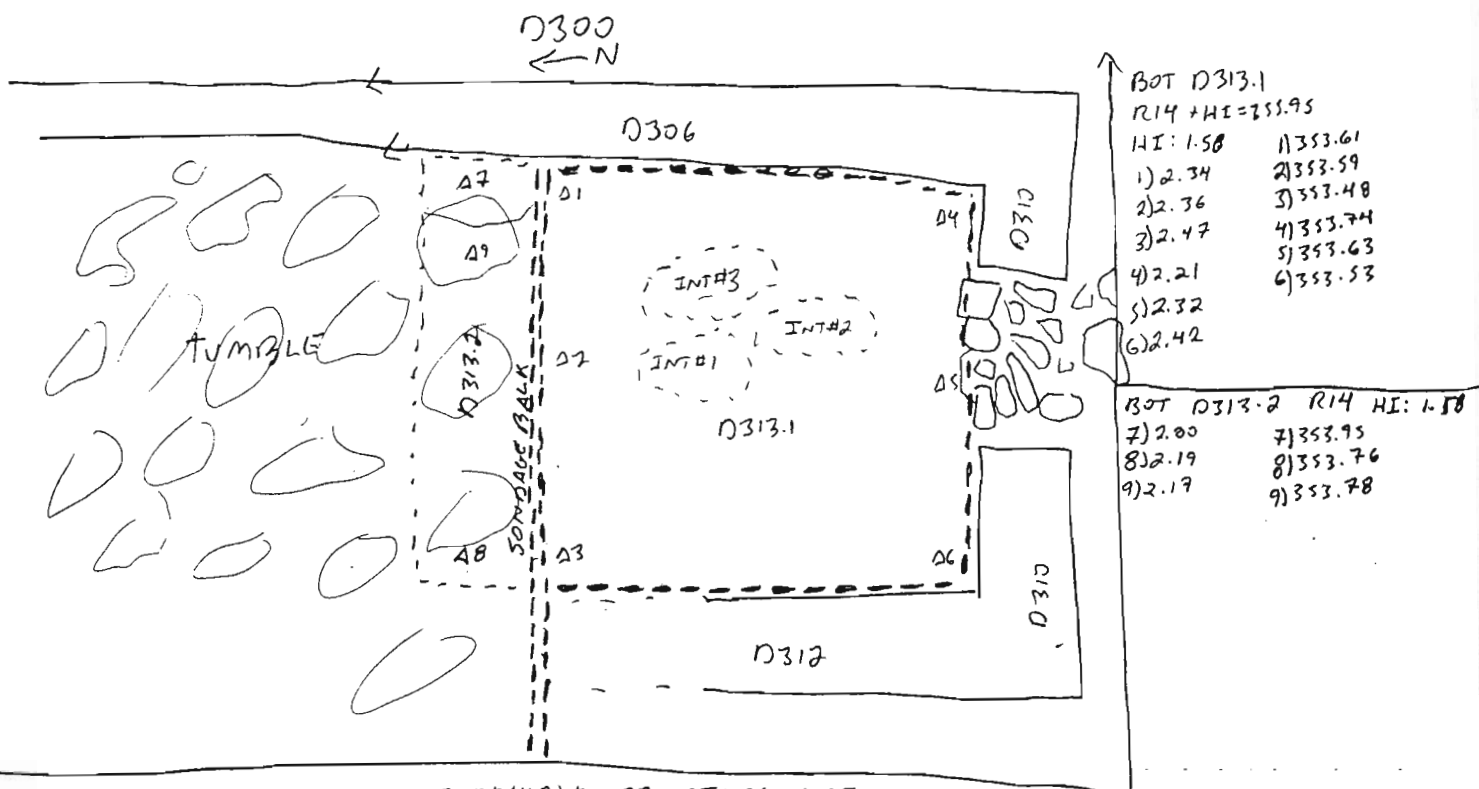 D300
←N
D306
Δ7
Δ1
Δ4
D310
Δ9
INT#3
INT#2
TUMBLE
D313.2
SONDAGE BALK
Δ2
INT#1
Δ5
D313.1
Δ8
Δ3
Δ6
D310
D312
BOT D313.1
R14 +HI=355.95
HI: 1.58 1)353.61
1)2.34 2)353.59
2)2.36 3)353.48
3)2.47 4)353.74
4)2.21 5)353.63
5)2.32 6)353.53
6)2.42
BOT D313.2 R14 HI: 1.58
7)2.00 7)353.95
8)2.19 8)353.76
9)2.17 9)353.78